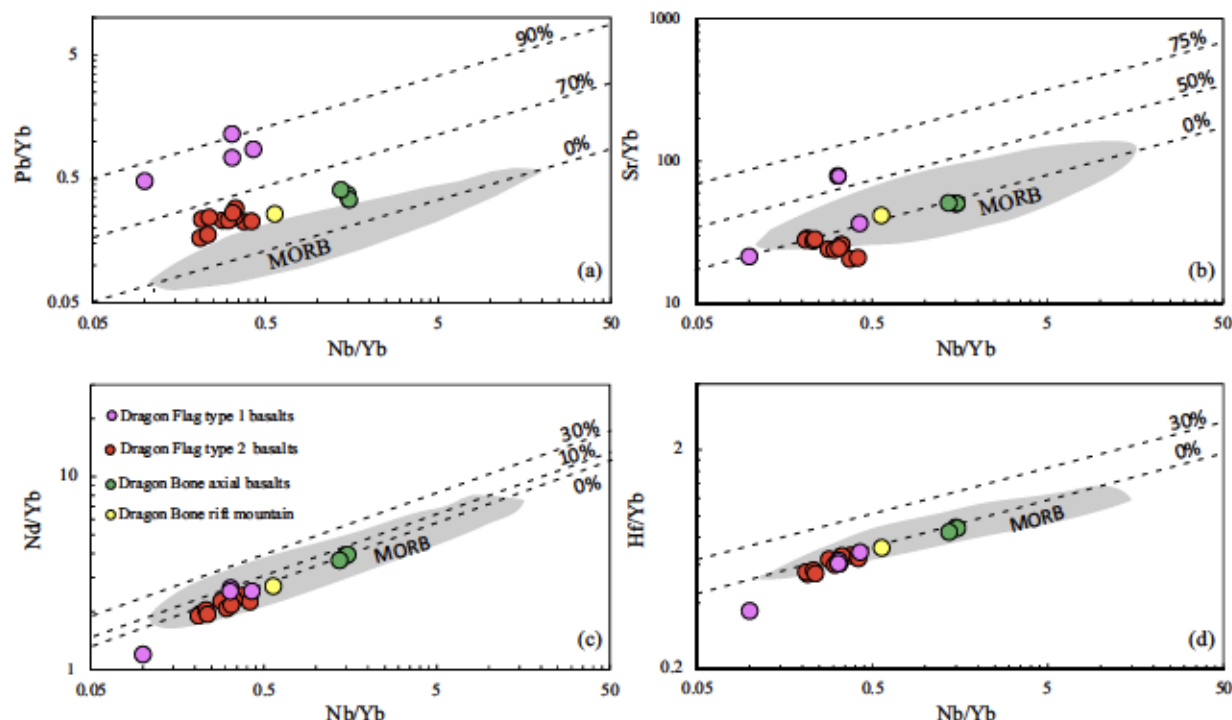 90%
5
70%
Pb/Yb
0%
0.5
MORB
(a)
0.05
0.05
0.5
5
50
Nb/Yb
1000
75%
50%
0%
Sr/Yb
100
MORB
(b)
10
0.05
0.5
5
50
Nb/Yb
Dragon Flag type 1 basalts
30%
Dragon Flag type 2 basalts
10%
10
0%
Dragon Bone axial basalts
Dragon Bone rift mountain
Nd/Yb
MORB
(c)
1
0.05
0.5
5
50
Nb/Yb
30%
2
0%
Hf/Yb
MORB
(d)
0.2
0.05
0.5
5
50
Nb/Yb